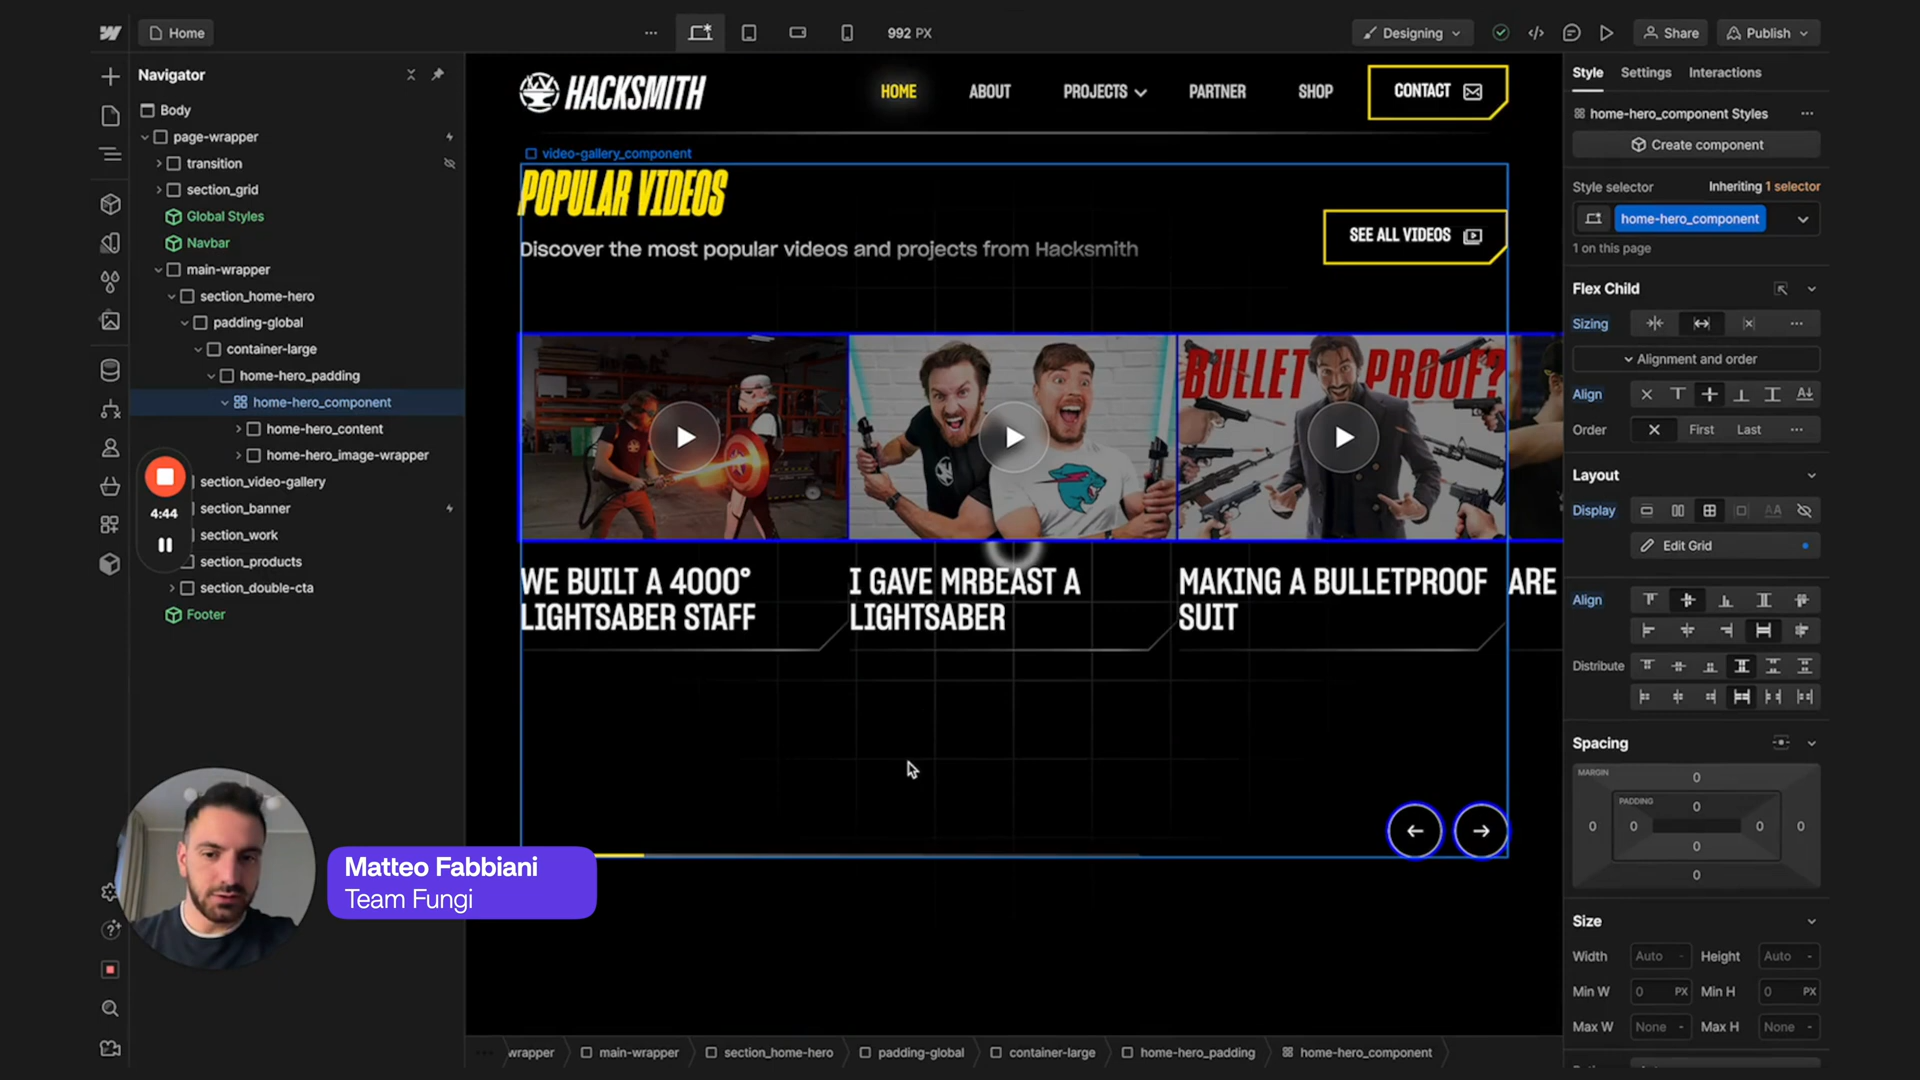 Home
992 PX
Designing
Share
Publish
Navigator
Body
page-wrapper
transition
section_grid
Global Styles
Navbar
main-wrapper
section_home-hero
padding-global
container-large
home-hero_padding
home-hero_component
home-hero_content
home-hero_image-wrapper
section_video-gallery
section_banner
section_work
section_products
section_double-cta
Footer
4:44
Matteo Fabbiani
Team Fungi
HACKSMITH
HOME
ABOUT
PROJECTS
PARTNER
SHOP
CONTACT
video-gallery_component
POPULAR VIDEOS
Discover the most popular videos and projects from Hacksmith
SEE ALL VIDEOS
BULLET PROOF?
WE BUILT A 4000°
LIGHTSABER STAFF
I GAVE MRBEAST A
LIGHTSABER
MAKING A BULLETPROOF
SUIT
ARE
wrapper
main-wrapper
section_home-hero
padding-global
container-large
home-hero_padding
home-hero_component
Style
Settings
Interactions
home-hero_component Styles
Create component
Style selector
Inheriting 1 selector
home-hero_component
1 on this page
Flex Child
Sizing
Alignment and order
Align
Order
First
Last
Layout
Display
Edit Grid
Align
Distribute
Spacing
MARGIN
0
PADDING
0
0
0
0
0
0
0
Size
Width
Auto
-
Height
Auto
-
Min W
0
PX
Min H
0
PX
Max W
None
-
Max H
None
-